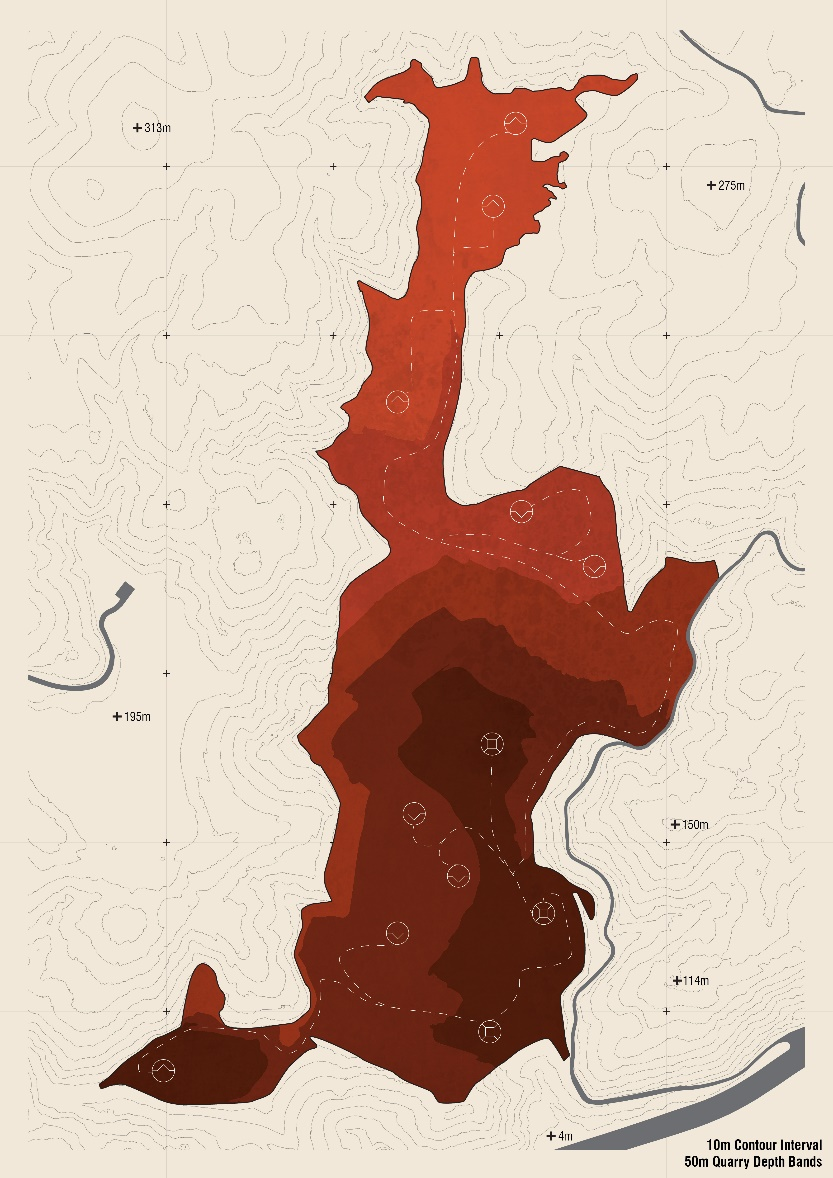 313m
275m
195m
150m
114m
4m
10m Contour Interval
50m Quarry Depth Bands